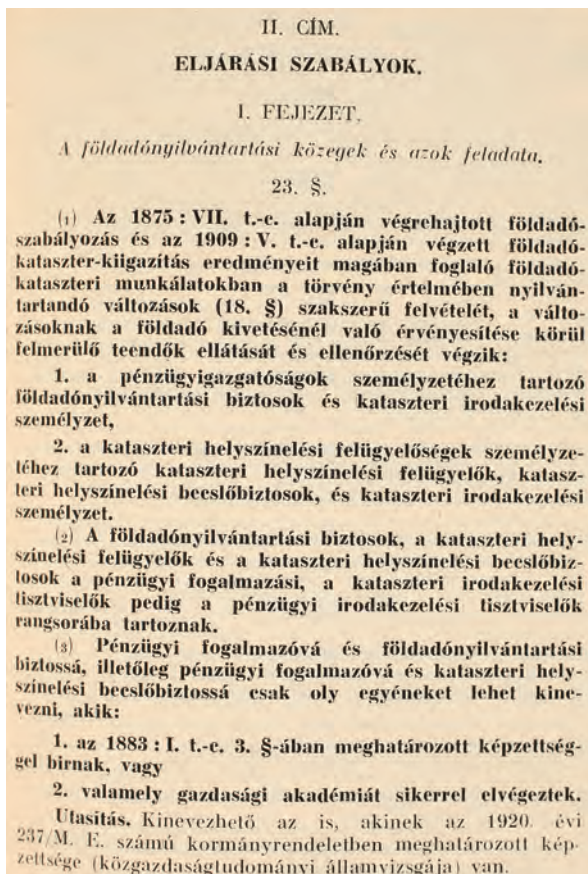 II. CÍM.
ELJÁRÁSI SZABÁLYOK.
I. FEJEZET.
A földadónyilvántartási közegek és azok feladata.
23. §.
(1) Az 1875 : VII. t.-c. alapján végrehajtott földadó-
szabályozás és az 1909 : V. t.-c. alapján végzett földadó-
kataszter-kiigazítás eredményeit magában foglaló földadó-
kataszteri munkálatokban a törvény értelmében nyilván-
tartandó változások (18. §) szakszerű felvételét, a válto-
zásoknak a földadó kivetésénél való érvényesítése körül
felmerülő teendők ellátását és ellenőrzését végzik:
1. a pénzügyigazgatóságok személyzetéhez tartozó
földadónyilvántartási biztosok és kataszteri irodakezelési
személyzet,
2. a kataszteri helyszínelési felügyelőségek személyze-
téhez tartozó kataszteri helyszínelési felügyelők, katasz-
teri helyszínelési becslőbiztosok, és kataszteri irodakezelési
személyzet.
(2) A földadónyilvántartási biztosok, a kataszteri hely-
színelési felügyelők és a kataszteri helyszínelési becslőbiz-
tosok a pénzügyi fogalmazási, a kataszteri irodakezelési
tisztviselők pedig a pénzügyi irodakezelési tisztviselők
rangsorába tartoznak.
(3) Pénzügyi fogalmazóvá és földadónyilvántartási
biztossá, illetőleg pénzügyi fogalmazóvá és kataszteri hely-
színelési becslőbiztossá csak oly egyéneket lehet kine-
vezni, akik:
1. az 1883 : I. t.-c. 3. §-ában meghatározott képzettség-
gel birnak, vagy
2. valamely gazdasági akadémiát sikerrel elvégeztek.
Utasítás. Kinevezhető az is, akinek az 1920. évi
237/M. E. számú kormányrendeletben meghatározott kép-
zettsége (közgazdaságtudományi államvizsgája) van.